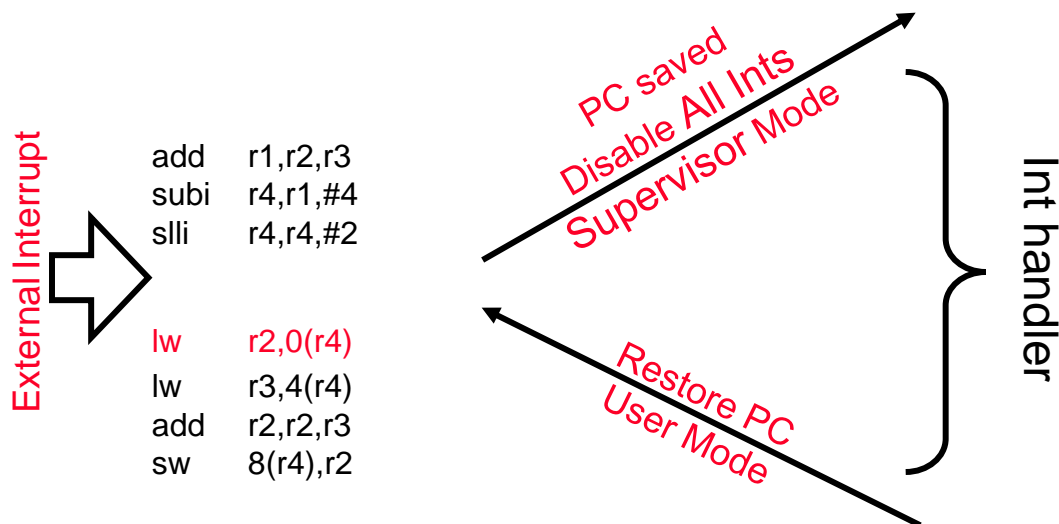 External Interrupt
add r1,r2,r3
subi r4,r1,#4
slli r4,r4,#2
lw r2,0(r4)
lw r3,4(r4)
add r2,r2,r3
sw 8(r4),r2
PC saved
Disable All Ints
Supervisor Mode
Restore PC
User Mode
Int handler